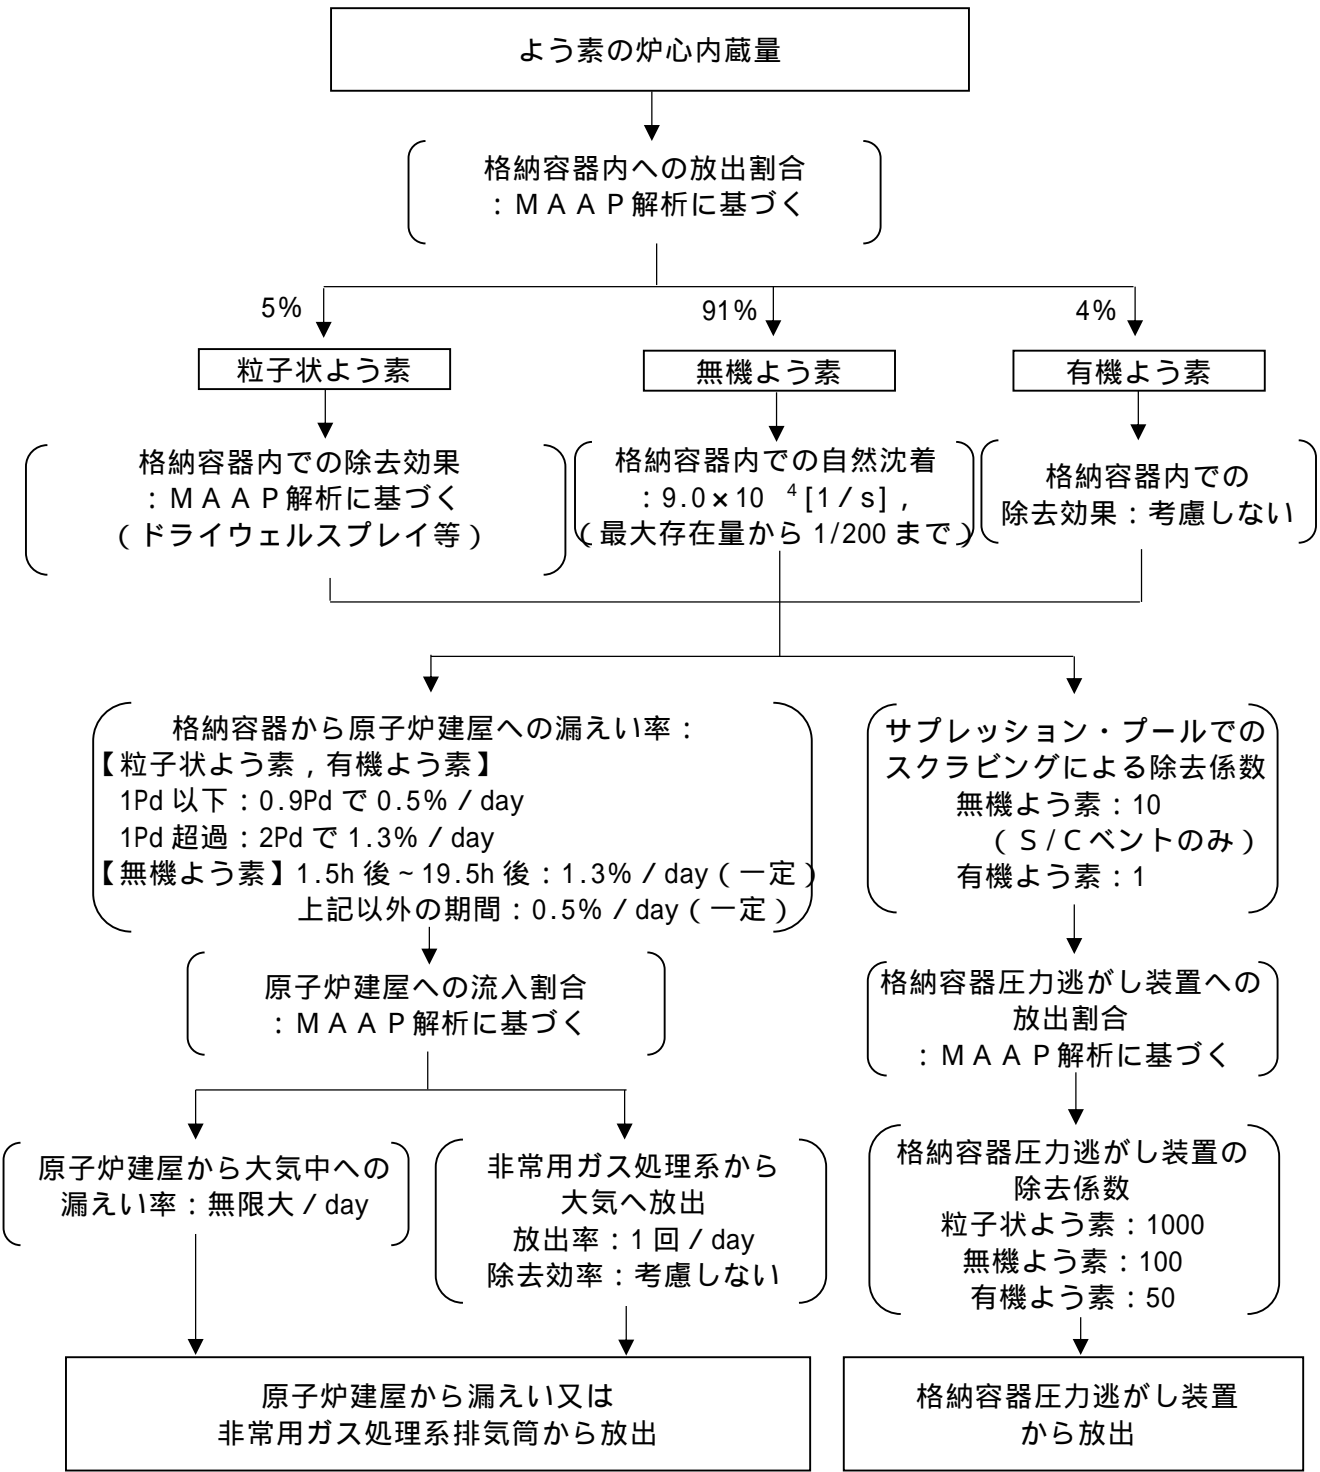 よう素の炉心内蔵量
格納容器内への放出割合
：ＭＡＡＰ解析に基づく
5%
91%
4%
粒子状よう素
無機よう素
有機よう素
格納容器内での除去効果
：ＭＡＡＰ解析に基づく
（ドライウェルスプレイ等）
格納容器内での自然沈着
：9.0×10 ４[1／s]，
（最大存在量から 1/200 まで）
格納容器内での
除去効果：考慮しない
格納容器から原子炉建屋への漏えい率：
【粒子状よう素，有機よう素】
1Pd 以下：0.9Pd で 0.5%／day
1Pd 超過：2Pd で 1.3%／day
【無機よう素】1.5h 後～19.5h 後：1.3%／day（一定）
上記以外の期間：0.5%／day（一定）
サプレッション・プールでの
スクラビングによる除去係数
無機よう素：10
（Ｓ/Ｃベントのみ）
有機よう素：1
原子炉建屋への流入割合
：ＭＡＡＰ解析に基づく
格納容器圧力逃がし装置への
放出割合
：ＭＡＡＰ解析に基づく
原子炉建屋から大気中への
漏えい率：無限大／day
非常用ガス処理系から
大気へ放出
放出率：1 回／day
除去効率：考慮しない
格納容器圧力逃がし装置の
除去係数
粒子状よう素：1000
無機よう素：100
有機よう素：50
原子炉建屋から漏えい又は
非常用ガス処理系排気筒から放出
格納容器圧力逃がし装置
から放出